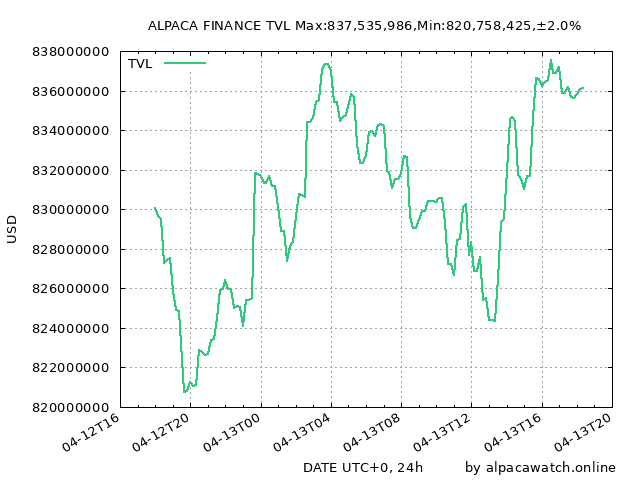 ALPACA FINANCE TVL Max:837,535,986,Min:820,758,425,±2.0%
TVL
838000000
836000000
834000000
832000000
830000000
828000000
826000000
824000000
822000000
820000000
USD
04-12T16
04-12T20
04-13T00
04-13T04
04-13T08
04-13T12
04-13T16
04-13T20
DATE UTC+0, 24h
by alpacawatch.online